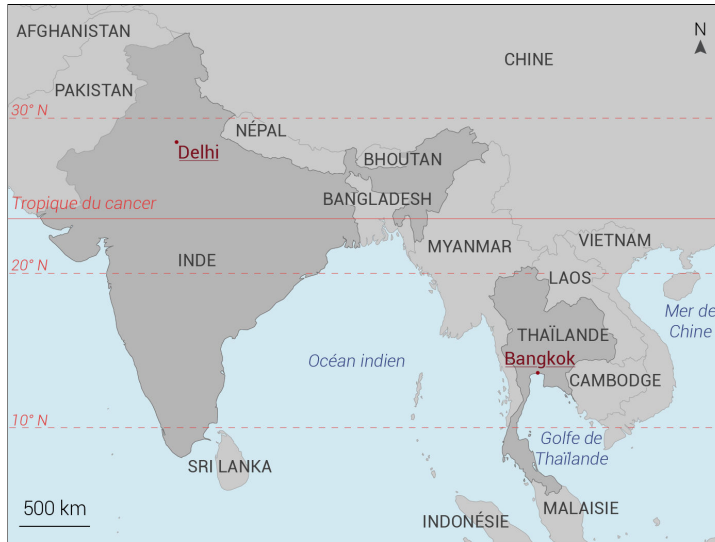 AFGHANISTAN
N
CHINE
PAKISTAN
30° N
NÉPAL
Delhi
BHOUTAN
BANGLADESH
Tropique du cancer
MYANMAR
VIETNAM
INDE
20° N
LAOS
Mer de
Chine
THAÏLANDE
Bangkok
Océan indien
CAMBODGE
10° N
Golfe de
Thaïlande
SRI LANKA
500 km
MALAISIE
INDONÉSIE